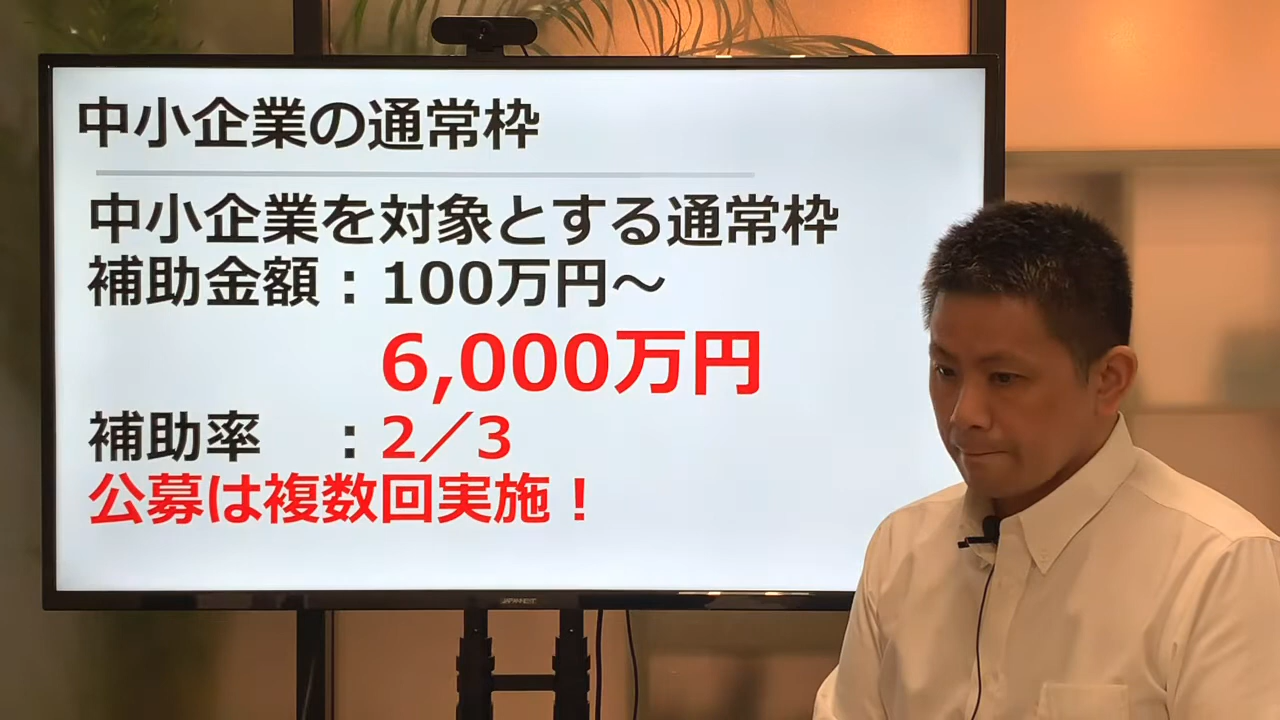 中小企業の通常枠
中小企業を対象とする通常枠
補助金額：100万円～
6,000万円
補助率　：2／3
公募は複数回実施！